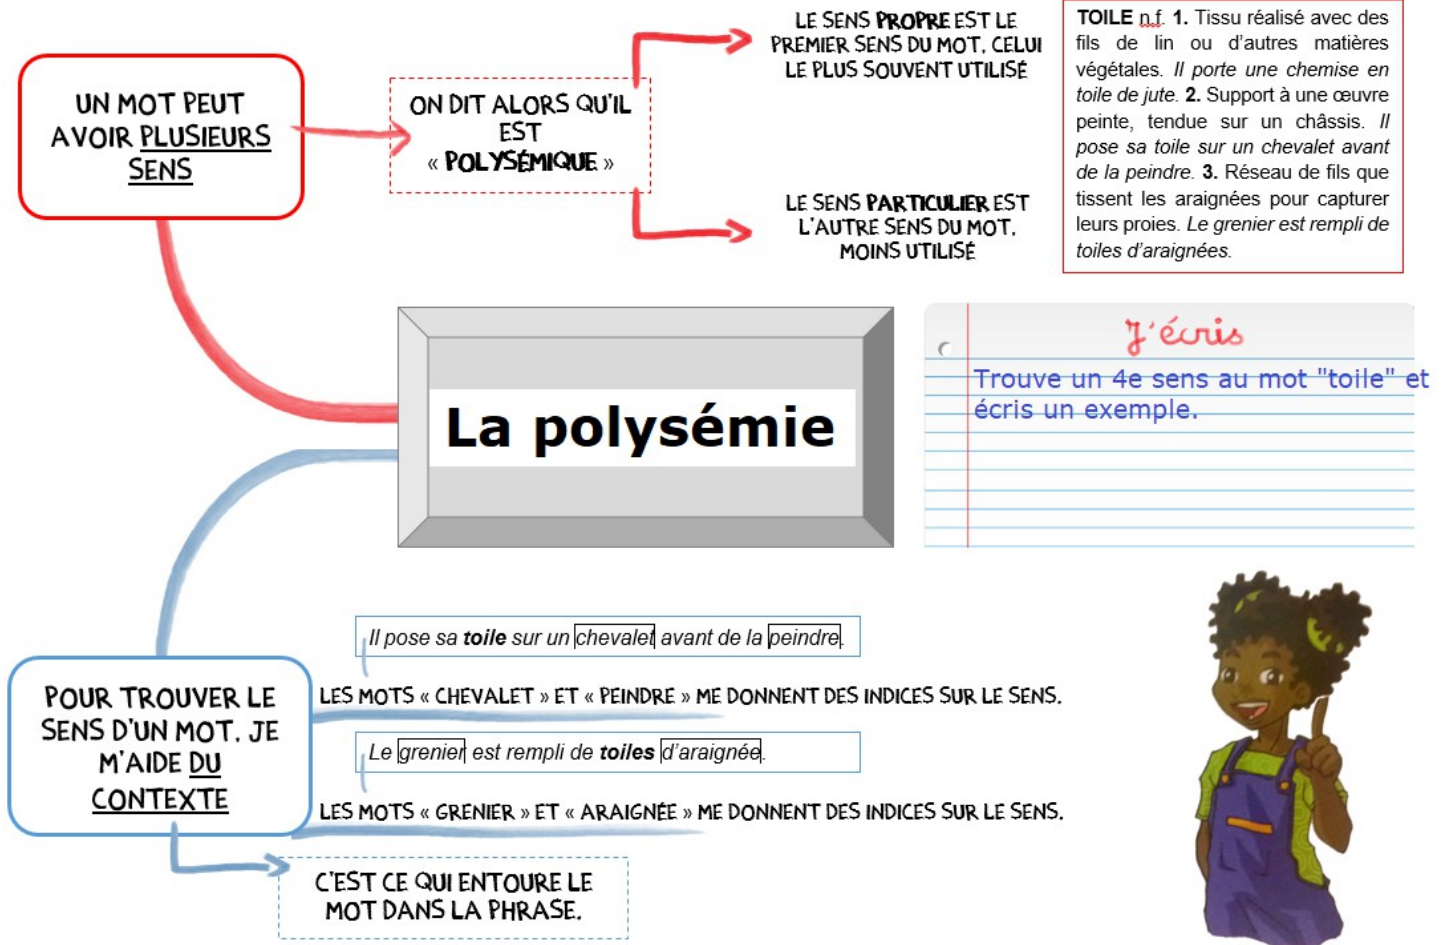 UN MOT PEUT
AVOIR PLUSIEURS
SENS
ON DIT ALORS QU'IL
EST
« POLYSÉMIQUE »
LE SENS PROPRE EST LE
PREMIER SENS DU MOT, CELUI
LE PLUS SOUVENT UTILISÉ
LE SENS PARTICULIER EST
L'AUTRE SENS DU MOT,
MOINS UTILISÉ
TOILE n.f. 1. Tissu réalisé avec des
fils de lin ou d'autres matières
végétales. Il porte une chemise en
toile de jute. 2. Support à une œuvre
peinte, tendue sur un châssis. Il
pose sa toile sur un chevalet avant
de la peindre. 3. Réseau de fils que
tissent les araignées pour capturer
leurs proies. Le grenier est rempli de
toiles d'araignées.
La polysémie
J'écris
Trouve un 4e sens au mot "toile" et
écris un exemple.
POUR TROUVER LE
SENS D'UN MOT, JE
M'AIDE DU
CONTEXTE
Il pose sa toile sur un chevalet avant de la peindre.
LES MOTS « CHEVALET » ET « PEINDRE » ME DONNENT DES INDICES SUR LE SENS.
Le grenier est rempli de toiles d'araignée.
LES MOTS « GRENIER » ET « ARAIGNÉE » ME DONNENT DES INDICES SUR LE SENS.
C'EST CE QUI ENTOURE LE
MOT DANS LA PHRASE.